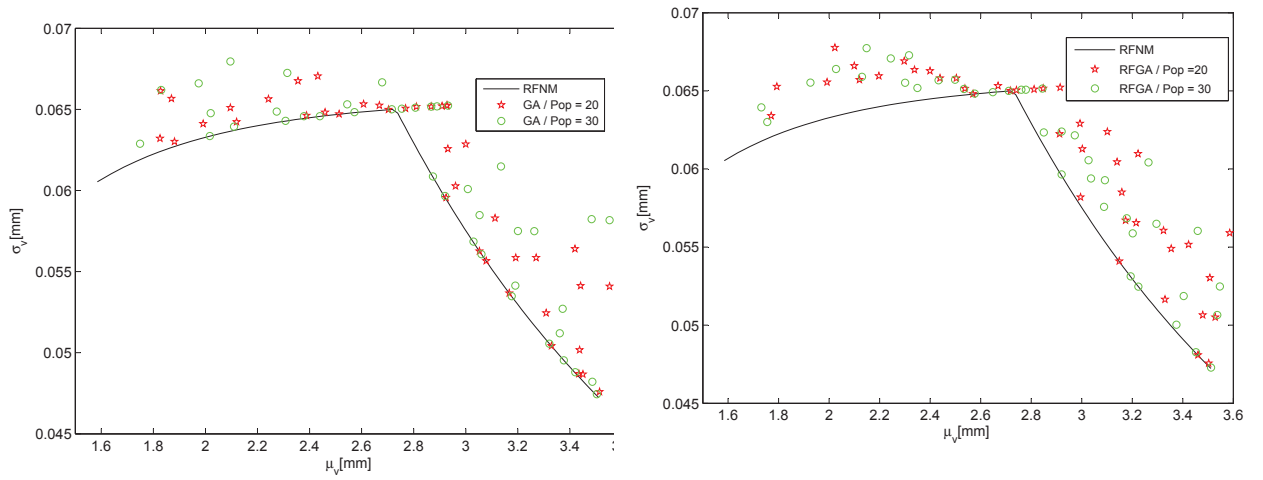 0.07
0.065
0.06
0.055
0.05
0.045
σv[mm]
1.6 1.8 2 2.2 2.4 2.6 2.8 3 3.2 3.4
μv[mm]
RFNM
GA / Pop = 20
GA / Pop = 30
0.07
0.065
0.06
0.055
0.05
0.045
σv[mm]
1.6 1.8 2 2.2 2.4 2.6 2.8 3 3.2 3.4 3.6
μv[mm]
RFNM
RFGA / Pop =20
RFGA / Pop = 30